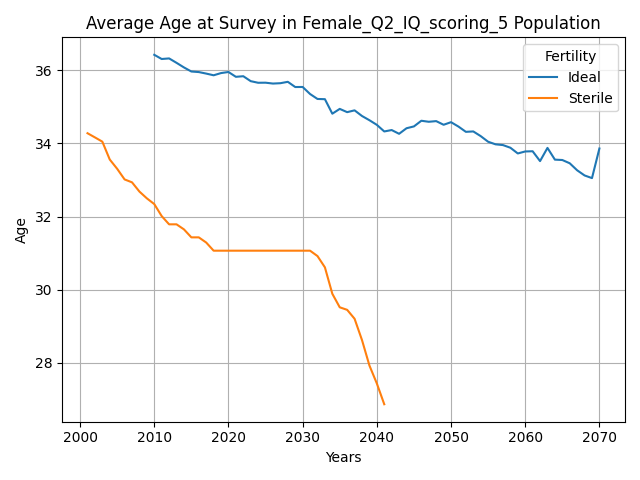 Average Age at Survey in Female_Q2_IQ_scoring_5 Population
Fertility
Ideal
Sterile
Age
36
34
32
30
28
2000
2010
2020
2030
2040
2050
2060
2070
Years